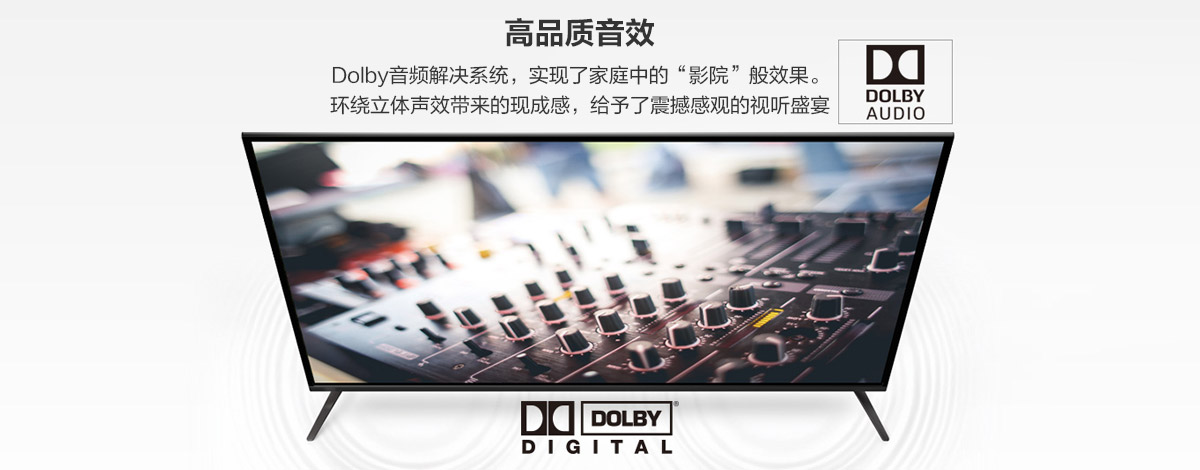 高品质音效
Dolby音频解决系统，实现了家庭中的“影院”般效果。
环绕立体声效带来的现成感，给予了震撼感观的视听盛宴
DOLBY
AUDIO
DOLBY®
DIGITAL